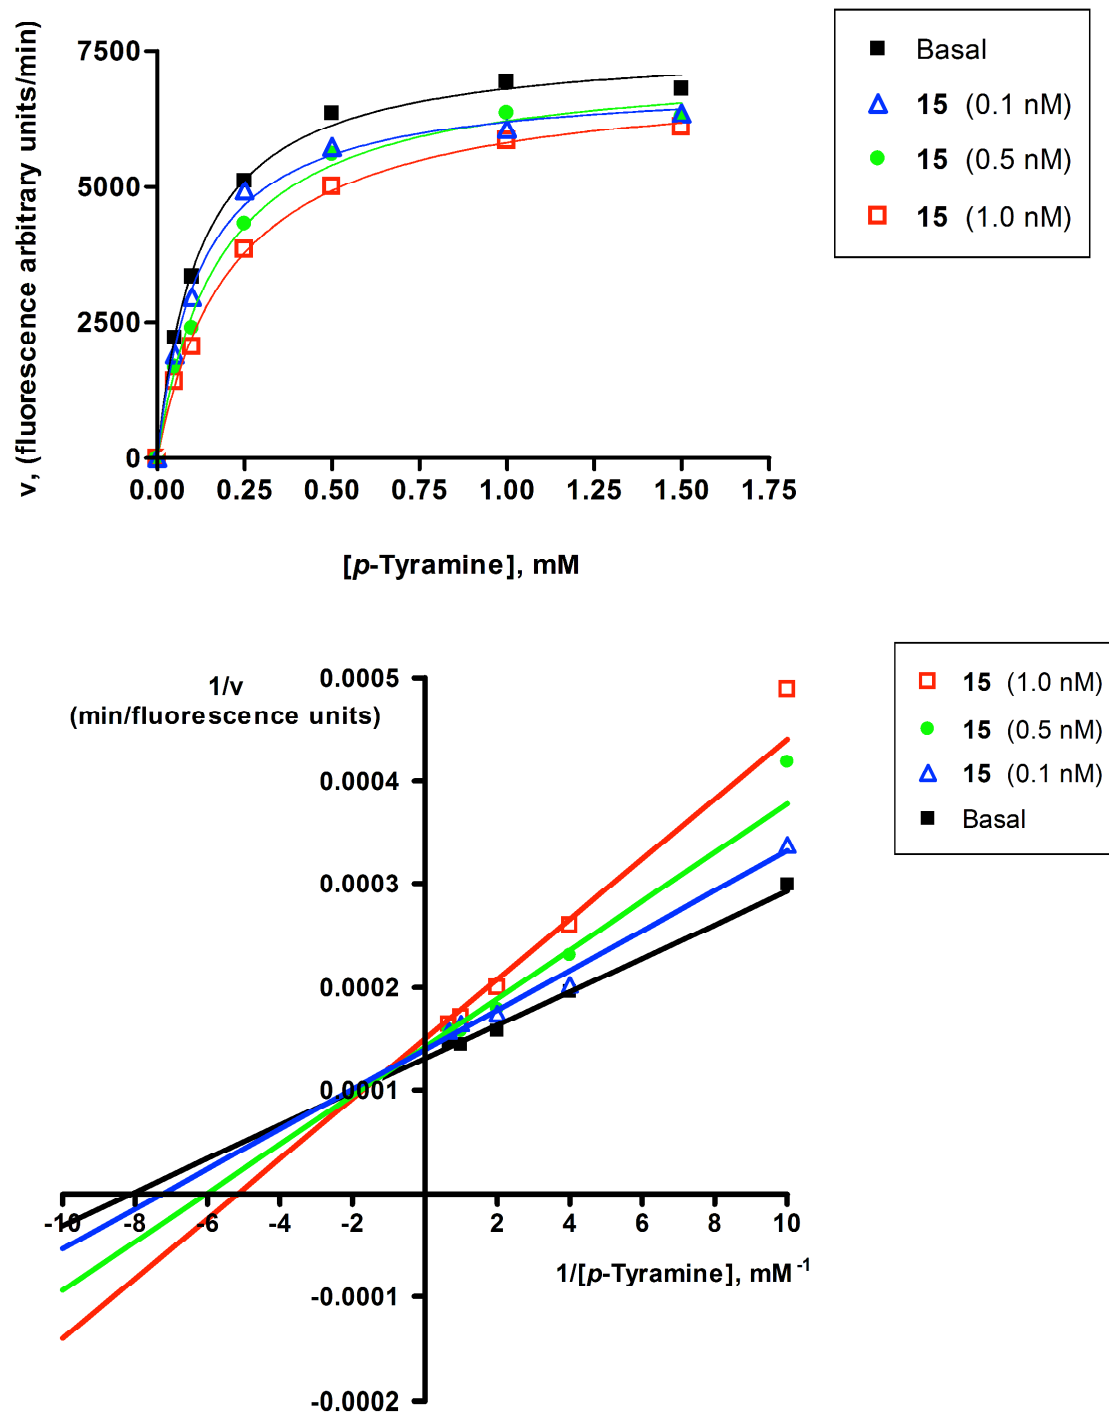 7500
5000
2500
0
v, (fluorescence arbitrary units/min)
0.00 0.25 0.50 0.75 1.00 1.25 1.50 1.75
[p-Tyramine], mM
Basal
15 (0.1 nM)
15 (0.5 nM)
15 (1.0 nM)
1/v
(min/fluorescence units)
0.0005
0.0004
0.0003
0.0002
0.0001
-10 -8 -6 -4 -2 2 4 6 8 10
1/[p-Tyramine], mM-1
-0.0001
-0.0002
15 (1.0 nM)
15 (0.5 nM)
15 (0.1 nM)
Basal